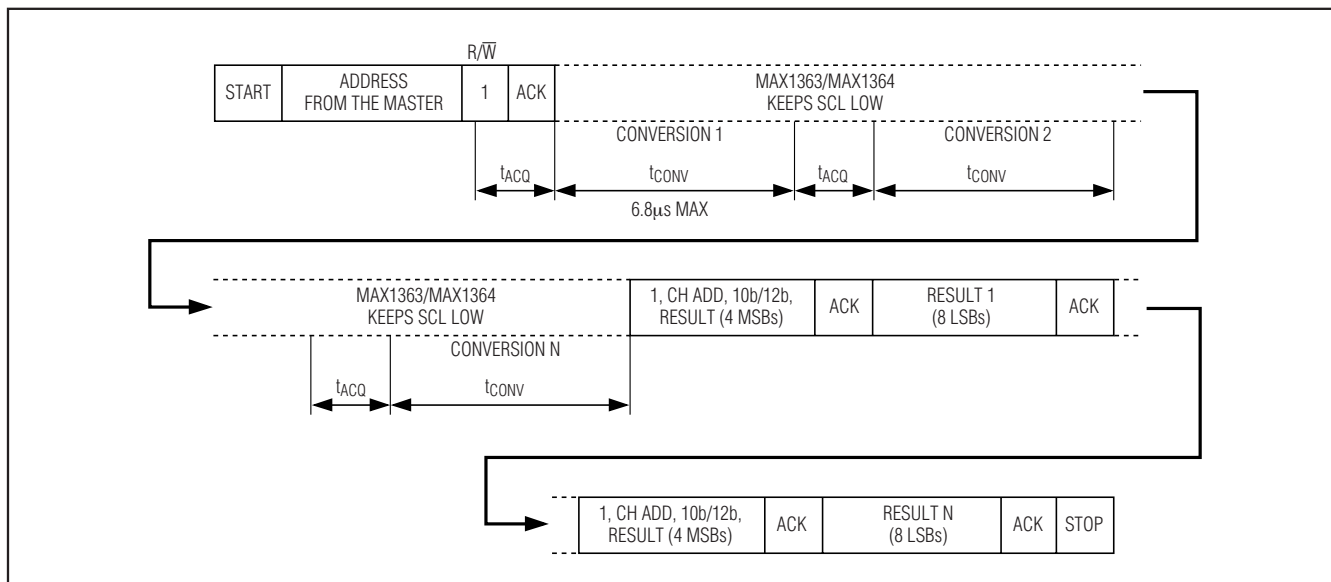 R/W̅
START
ADDRESS
FROM THE MASTER
1
ACK
MAX1363/MAX1364
KEEPS SCL LOW
CONVERSION 1
CONVERSION 2
tACQ
tCONV
tACQ
tCONV
6.8µs MAX
MAX1363/MAX1364
KEEPS SCL LOW
1, CH ADD, 10b/12b,
RESULT (4 MSBs)
ACK
RESULT 1
(8 LSBs)
ACK
CONVERSION N
tACQ
tCONV
1, CH ADD, 10b/12b,
RESULT (4 MSBs)
ACK
RESULT N
(8 LSBs)
ACK
STOP